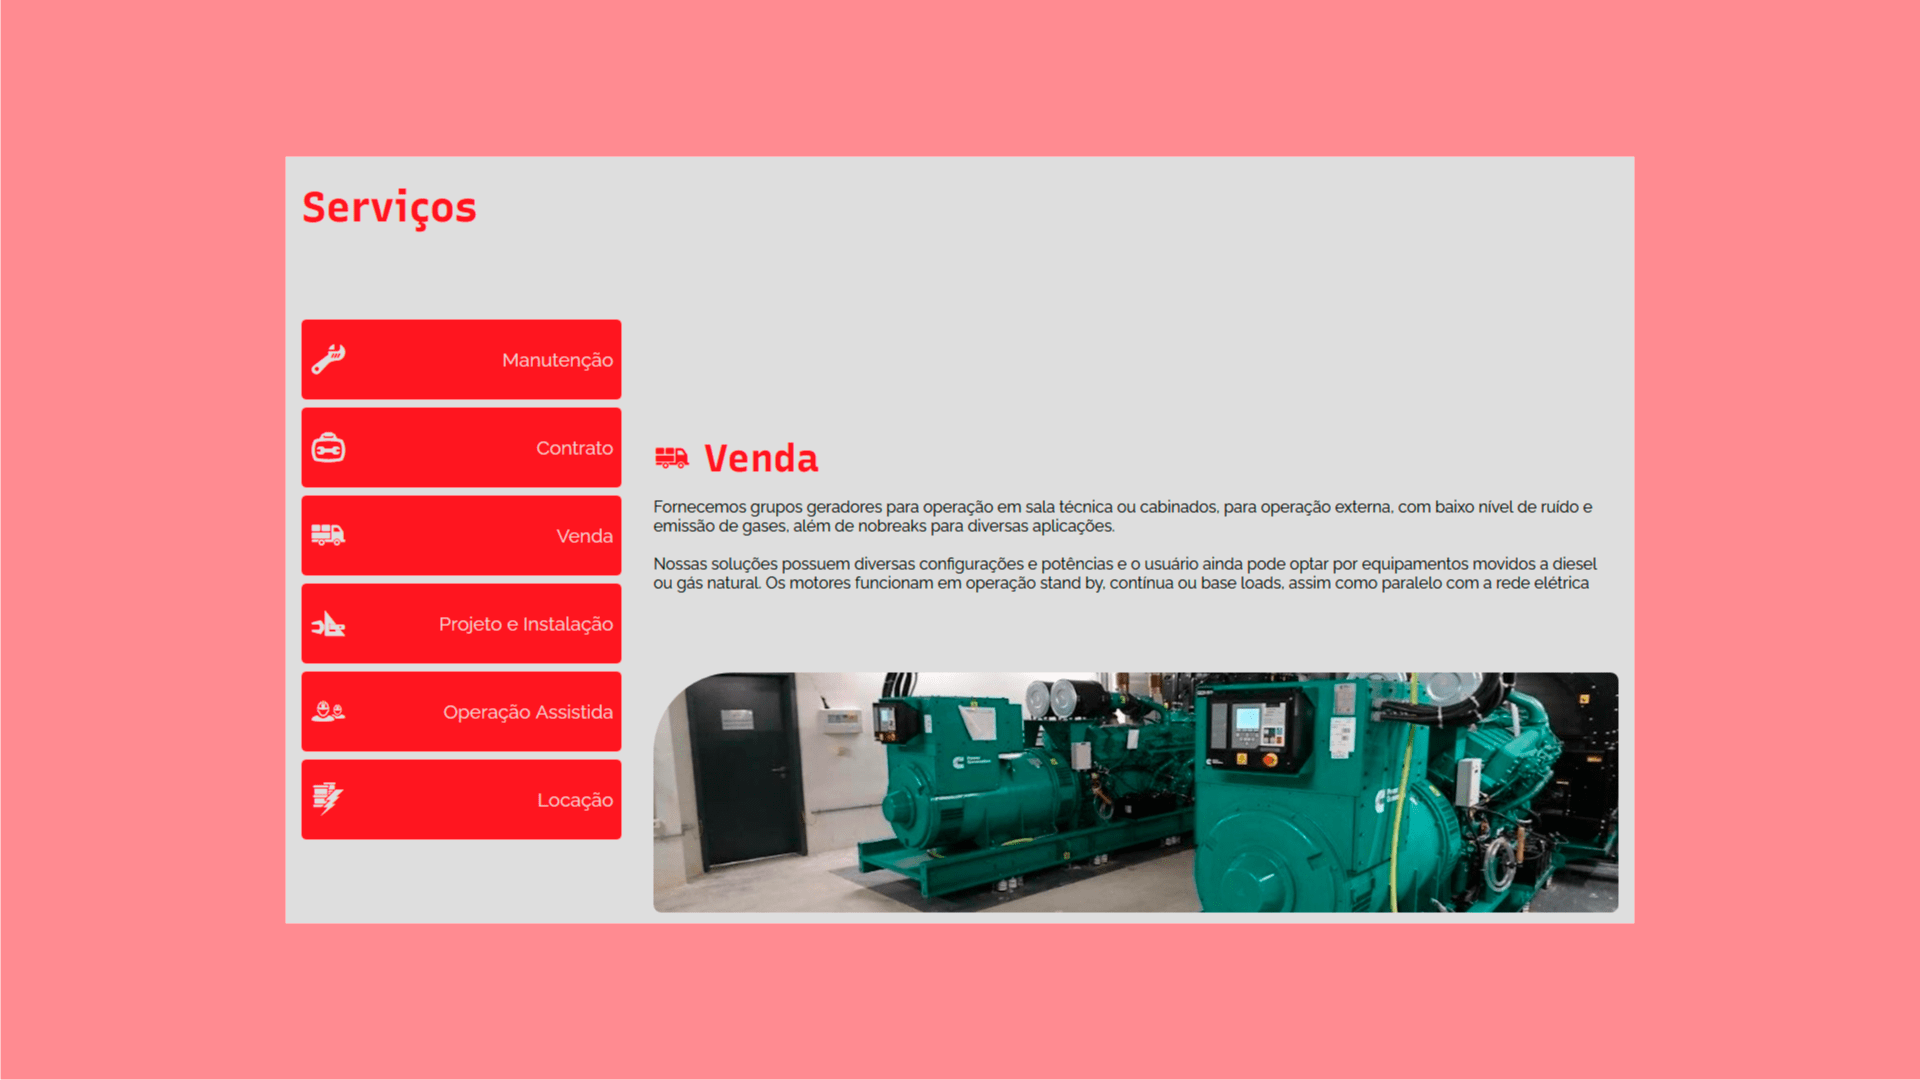 Serviços
Manutenção
Contrato
Venda
Projeto e Instalação
Operação Assistida
Locação
Venda
Fornecemos grupos geradores para operação em sala técnica ou cabinados, para operação externa, com baixo nível de ruído e
emissão de gases, além de nobreaks para diversas aplicações.
Nossas soluções possuem diversas configurações e potências e o usuário ainda pode optar por equipamentos movidos a diesel
ou gás natural. Os motores funcionam em operação stand by, contínua ou base loads, assim como paralelo com a rede elétrica